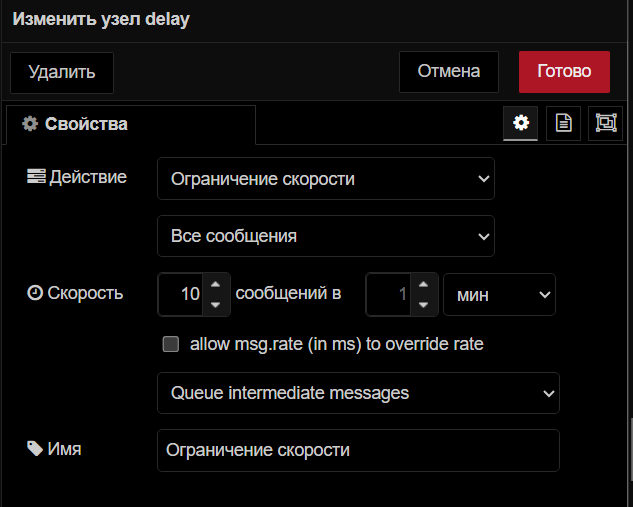 Изменить узел delay
Удалить
Отмена
Готово
Свойства
Действие
Ограничение скорости
Все сообщения
Скорость
10 сообщений в 1 мин
allow msg.rate (in ms) to override rate
Queue intermediate messages
Имя
Ограничение скорости